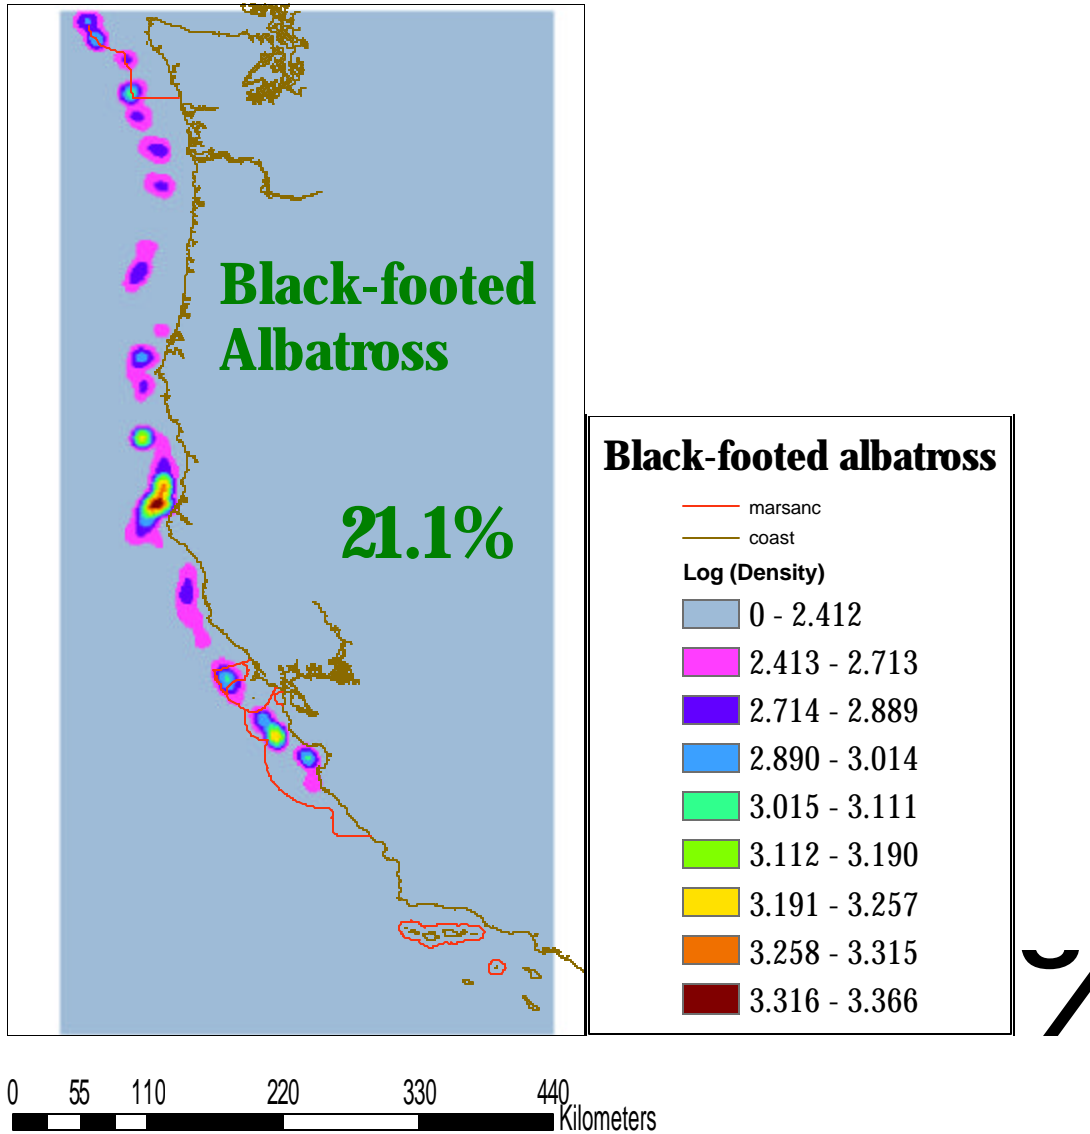 Black-footed
Albatross
21.1%
Black-footed albatross
marsanc
coast
Log (Density)
0 - 2.412
2.413 - 2.713
2.714 - 2.889
2.890 - 3.014
3.015 - 3.111
3.112 - 3.190
3.191 - 3.257
3.258 - 3.315
3.316 - 3.366
0 55 110 220 330 440
Kilometers